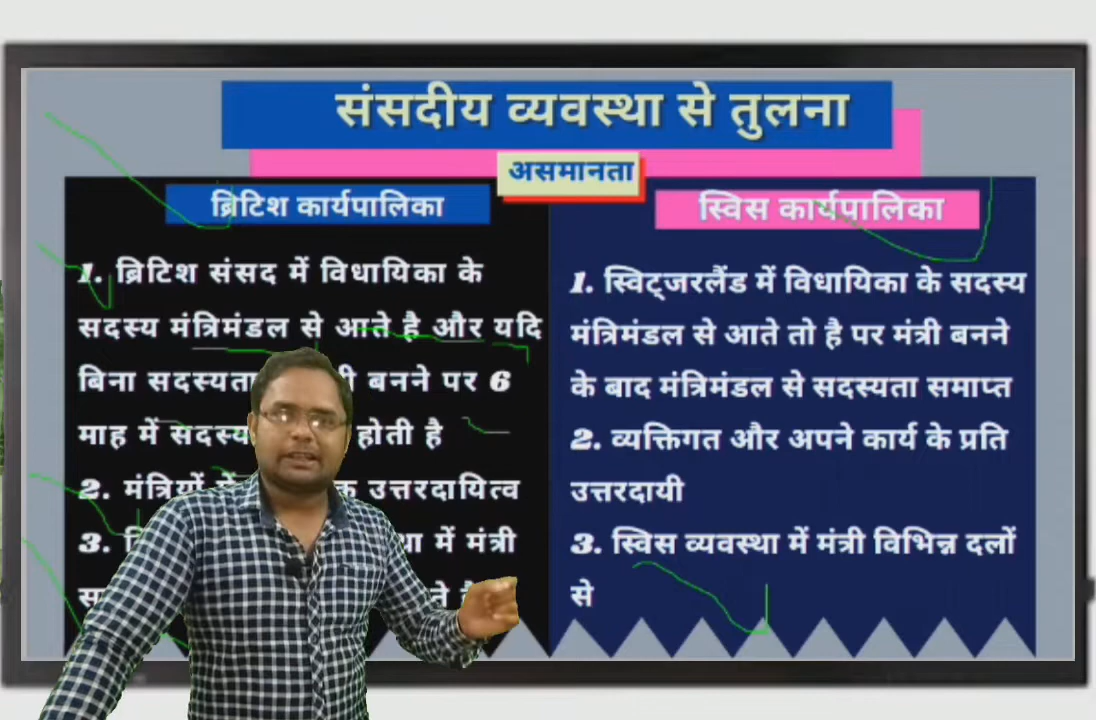 संसदीय व्यवस्था से तुलना
असमानता
ब्रिटिश कार्यपालिका
1. ब्रिटिश संसद में विधायिका के
सदस्य मंत्रिमंडल से आते है और यदि
बिना बनने पर 6
माह में होती है
2. मंत्रियों उत्तरदायित्व
3. में मंत्री
स्विस कार्यपालिका
1. स्विट्जरलैंड में विधायिका के सदस्य
मंत्रिमंडल से आते तो है पर मंत्री बनने
के बाद मंत्रिमंडल से सदस्यता समाप्त
2. व्यक्तिगत और अपने कार्य के प्रति
उत्तरदायी
3. स्विस व्यवस्था में मंत्री विभिन्न दलों
से